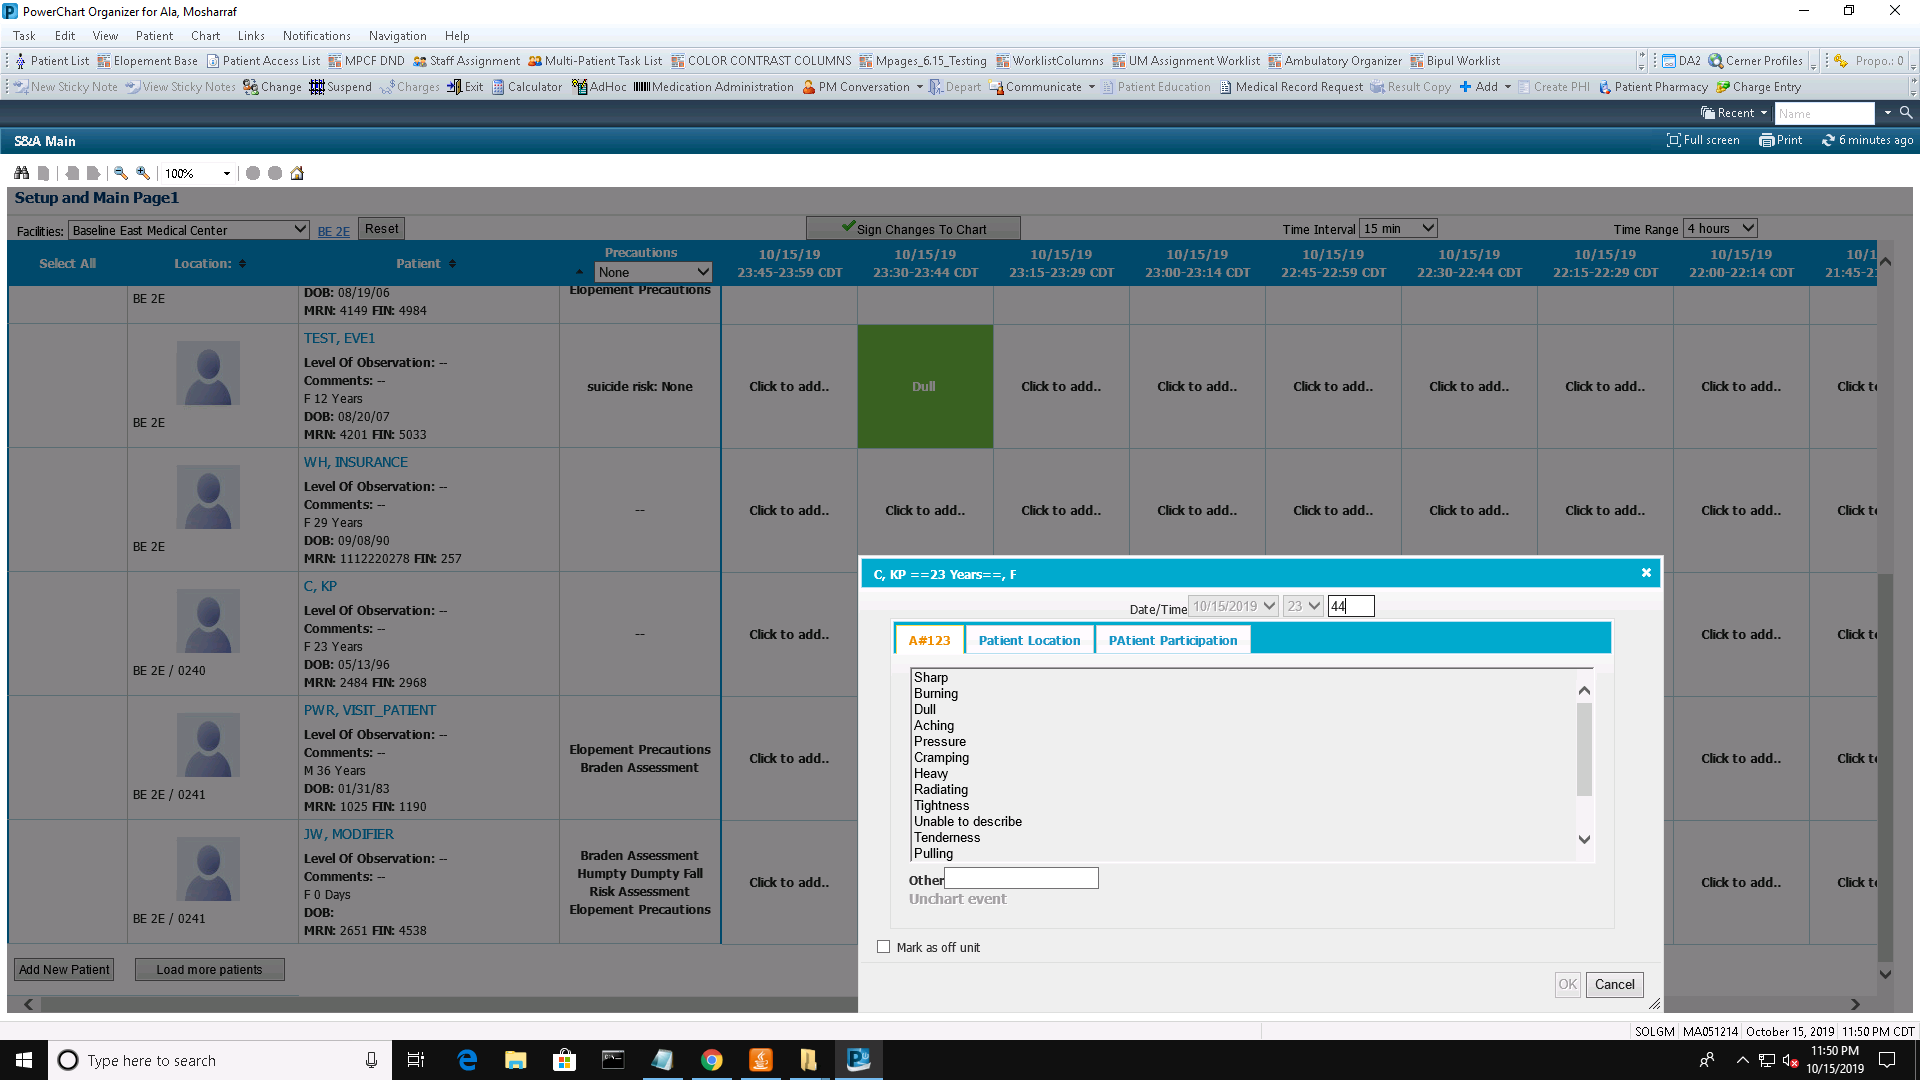 PowerChart Organizer for Ala, Mosharraf
Task Edit View Patient Chart Links Notifications Navigation Help
Patient List Elopement Base Patient Access List MPCF DND Staff Assignment Multi-Patient Task List COLOR CONTRAST COLUMNS Mpages_6.15_Testing WorklistColumns UM Assignment Worklist Ambulatory Organizer Bipul Worklist DA2 Cerner Profiles Propo.: 0
New Sticky Note View Sticky Notes Change Suspend Charges Exit Calculator AdHoc Medication Administration PM Conversation Depart Communicate Patient Education Medical Record Request Result Copy Add Create PHI Patient Pharmacy Charge Entry
Recent Name
S&A Main Full screen Print 6 minutes ago
100%
Setup and Main Page1
Facilities: Baseline East Medical Center BE 2E Reset Sign Changes To Chart Time Interval 15 min Time Range 4 hours
Select All Location: Patient Precautions None
10/15/19 10/15/19 10/15/19 10/15/19 10/15/19 10/15/19 10/15/19 10/15/19 10/1
23:45-23:59 CDT 23:30-23:44 CDT 23:15-23:29 CDT 23:00-23:14 CDT 22:45-22:59 CDT 22:30-22:44 CDT 22:15-22:29 CDT 22:00-22:14 CDT 21:45-2
BE 2E
DOB: 08/19/06
MRN: 4149 FIN: 4984
Elopement Precautions
BE 2E
TEST, EVE1
Level Of Observation: --
Comments: --
F 12 Years
DOB: 08/20/07
MRN: 4201 FIN: 5033
suicide risk: None
Click to add.. Dull Click to add.. Click to add.. Click to add.. Click to add.. Click to add.. Click to add.. Click t
BE 2E
WH, INSURANCE
Level Of Observation: --
Comments: --
F 29 Years
DOB: 09/08/90
MRN: 1112220278 FIN: 257
--
Click to add.. Click to add.. Click to add.. Click to add.. Click to add.. Click to add.. Click to add.. Click to add.. Click t
BE 2E / 0240
C, KP
Level Of Observation: --
Comments: --
F 23 Years
DOB: 05/13/96
MRN: 2484 FIN: 2968
--
Click to add.. Click to add.. Click t
BE 2E / 0241
PWR, VISIT_PATIENT
Level Of Observation: --
Comments: --
M 36 Years
DOB: 01/31/83
MRN: 1025 FIN: 1190
Elopement Precautions
Braden Assessment
Click to add.. Click to add.. Click t
BE 2E / 0241
JW, MODIFIER
Level Of Observation: --
Comments: --
F 0 Days
DOB:
MRN: 2651 FIN: 4538
Braden Assessment
Humpty Dumpty Fall
Risk Assessment
Elopement Precautions
Click to add.. Click to add.. Click t
Add New Patient Load more patients
C, KP ==23 Years==, F
Date/Time 10/15/2019 23 44
A#123 Patient Location PAtient Participation
Sharp
Burning
Dull
Aching
Pressure
Cramping
Heavy
Radiating
Tightness
Unable to describe
Tenderness
Pulling
Other
Unchart event
Mark as off unit
OK Cancel
SOLGM MA051214 October 15, 2019 11:50 PM CDT
Type here to search
11:50 PM
10/15/2019